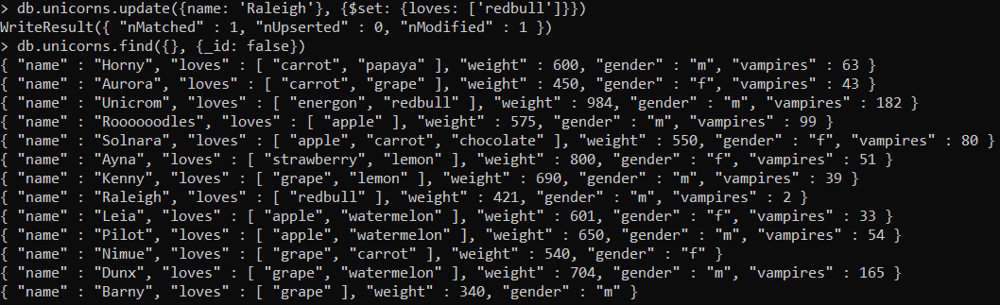 > db.unicorns.update({name: 'Raleigh'}, {$set: {loves: ['redbull']}})
WriteResult({ "nMatched" : 1, "nUpserted" : 0, "nModified" : 1 })
> db.unicorns.find({}, {_id: false})
{ "name" : "Horny", "loves" : [ "carrot", "papaya" ], "weight" : 600, "gender" : "m", "vampires" : 63 }
{ "name" : "Aurora", "loves" : [ "carrot", "grape" ], "weight" : 450, "gender" : "f", "vampires" : 43 }
{ "name" : "Unicrom", "loves" : [ "energon", "redbull" ], "weight" : 984, "gender" : "m", "vampires" : 182 }
{ "name" : "Roooooodles", "loves" : [ "apple" ], "weight" : 575, "gender" : "m", "vampires" : 99 }
{ "name" : "Solnara", "loves" : [ "apple", "carrot", "chocolate" ], "weight" : 550, "gender" : "f", "vampires" : 80 }
{ "name" : "Ayna", "loves" : [ "strawberry", "lemon" ], "weight" : 800, "gender" : "f", "vampires" : 51 }
{ "name" : "Kenny", "loves" : [ "grape", "lemon" ], "weight" : 690, "gender" : "m", "vampires" : 39 }
{ "name" : "Raleigh", "loves" : [ "redbull" ], "weight" : 421, "gender" : "m", "vampires" : 2 }
{ "name" : "Leia", "loves" : [ "apple", "watermelon" ], "weight" : 601, "gender" : "f", "vampires" : 33 }
{ "name" : "Pilot", "loves" : [ "apple", "watermelon" ], "weight" : 650, "gender" : "m", "vampires" : 54 }
{ "name" : "Nimue", "loves" : [ "grape", "carrot" ], "weight" : 540, "gender" : "f" }
{ "name" : "Dunx", "loves" : [ "grape", "watermelon" ], "weight" : 704, "gender" : "m", "vampires" : 165 }
{ "name" : "Barny", "loves" : [ "grape" ], "weight" : 340, "gender" : "m" }